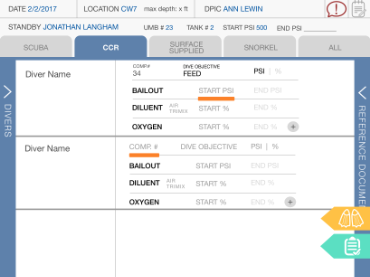 DATE 2/2/2017 LOCATION CW7 max depth: x ft DPIC ANN LEWIN
STANDBY JONATHAN LANGHAM UMB # 23 TANK # 2 START PSI 500 END PSI
SCUBA CCR SURFACE SUPPLIED SNORKEL ALL
DIVERS
Diver Name
COMP# DIVE OBJECTIVE
34 FEED PSI | %
BAILOUT START PSI END PSI
DILUENT AIR TRIMIX START % END %
OXYGEN START % END % +
Diver Name
COMP. # DIVE OBJECTIVE PSI | %
BAILOUT START PSI END PSI
DILUENT AIR TRIMIX START % END %
OXYGEN START % END % +
REFERENCE DOCUME